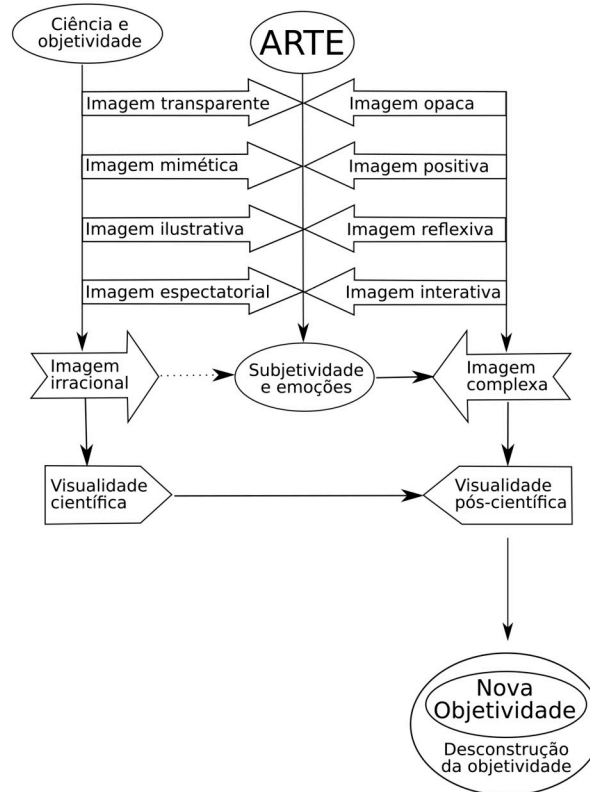 Ciência e
objetividade
ARTE
Imagem transparente
Imagem opaca
Imagem mimética
Imagem positiva
Imagem ilustrativa
Imagem reflexiva
Imagem espectatorial
Imagem interativa
Imagem
irracional
Subjetividade
e emoções
Imagem
complexa
Visualidade
científica
Visualidade
pós-científica
Nova
Objetividade
Desconstrução
da objetividade